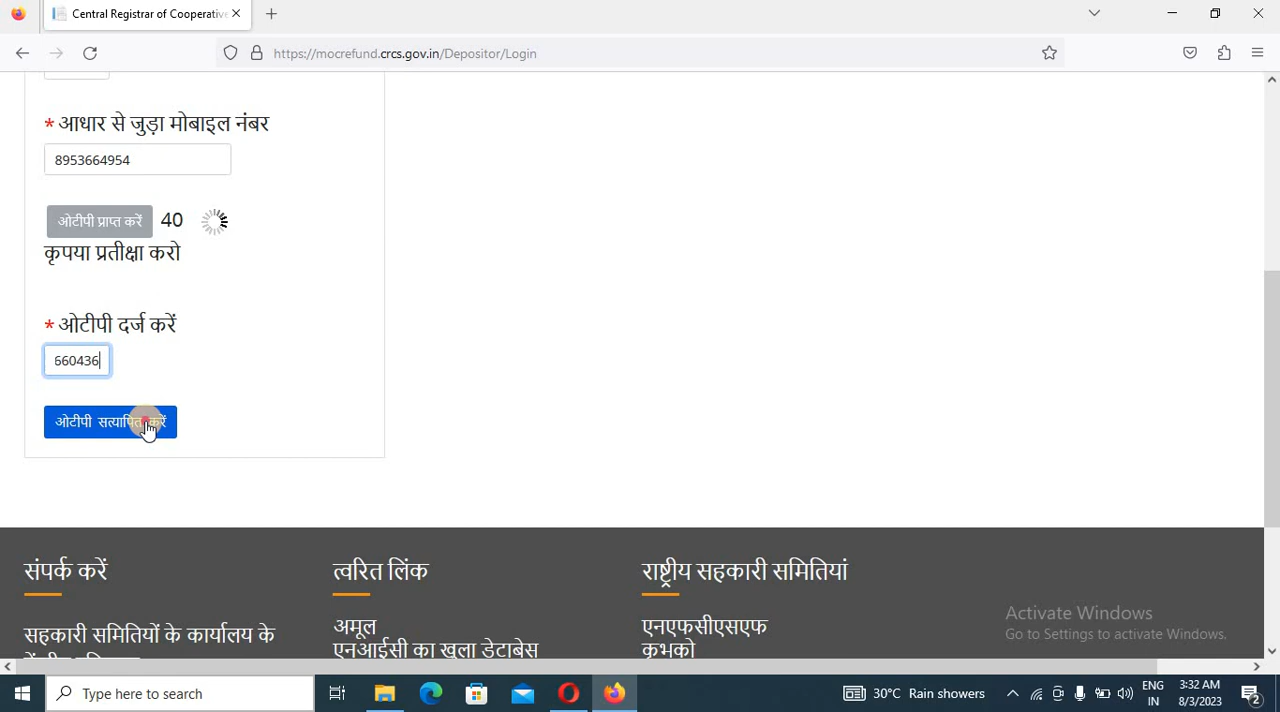 Central Registrar of Cooperativ
https://mocrefund.crcs.gov.in/Depositor/Login
* आधार से जुड़ा मोबाइल नंबर
8953664954
ओटीपी प्राप्त करें 40
कृपया प्रतीक्षा करो
* ओटीपी दर्ज करें
660436
ओटीपी सत्यापित करें
संपर्क करें
त्वरित लिंक
राष्ट्रीय सहकारी समितियां
सहकारी समितियों के कार्यालय के
अमूल
एनआईसी का खुला डेटाबेस
एनएफसीएसएफ
कृभको
Activate Windows
Go to Settings to activate Windows.
Type here to search
30°C Rain showers
ENG
IN
3:32 AM
8/3/2023
2